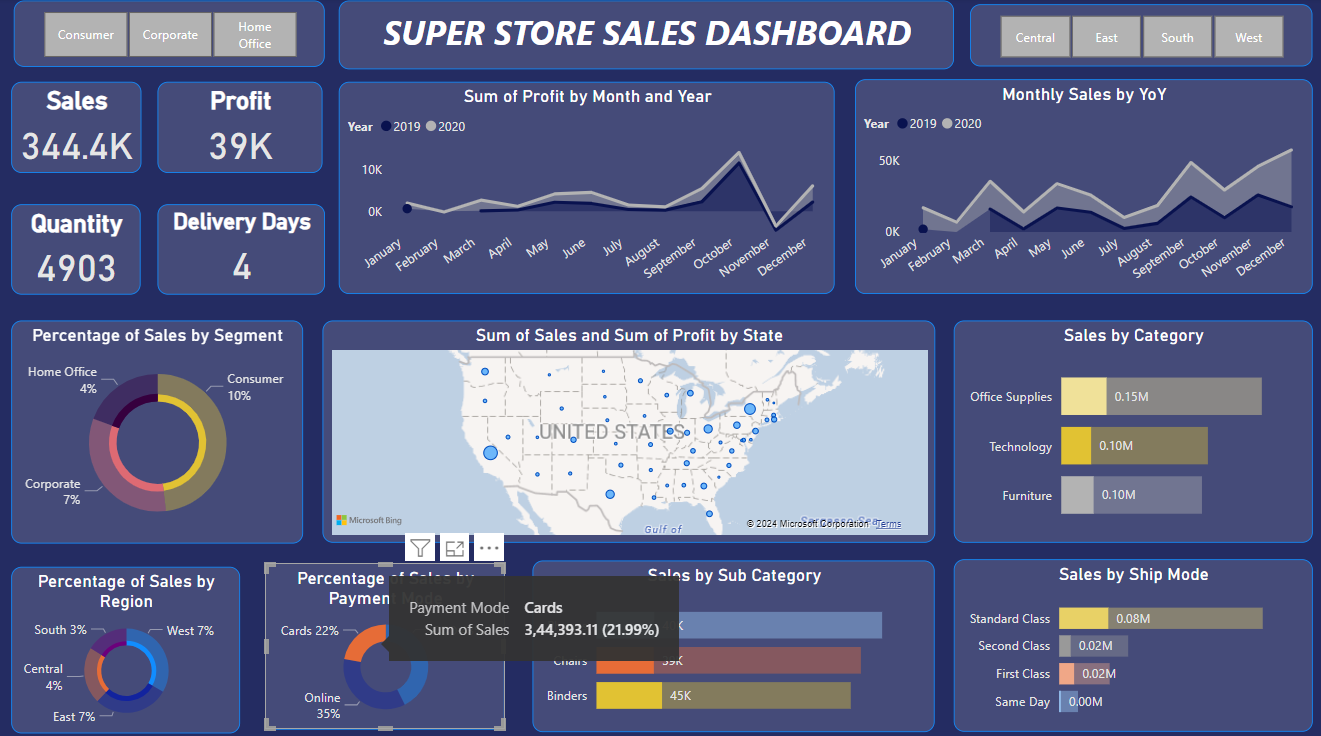 Consumer
Corporate
Home
Office
SUPER STORE SALES DASHBOARD
Central
East
South
West
Sales
344.4K
Profit
39K
Quantity
4903
Delivery Days
4
Sum of Profit by Month and Year
Year 2019 2020
10K
0K
January
February
March
April
May
June
July
August
September
October
November
December
Monthly Sales by YoY
Year 2019 2020
50K
0K
January
February
March
April
May
June
July
August
September
October
November
December
Percentage of Sales by Segment
Home Office
4%
Consumer
10%
Corporate
7%
Sum of Sales and Sum of Profit by State
UNITED STATES
Gulf of
Sargasso Sea
Microsoft Bing
© 2024 Microsoft Corporation Terms
Sales by Category
Office Supplies 0.15M
Technology 0.10M
Furniture 0.10M
Percentage of Sales by
Region
South 3%
West 7%
Central
4%
East 7%
Percentage of Sales by
Payment Mode
Cards 22%
Online
35%
Payment Mode Cards
Sum of Sales 3,44,393.11 (21.99%)
Sales by Sub Category
Chairs 39K
Binders 45K
Sales by Ship Mode
Standard Class 0.08M
Second Class 0.02M
First Class 0.02M
Same Day 0.00M